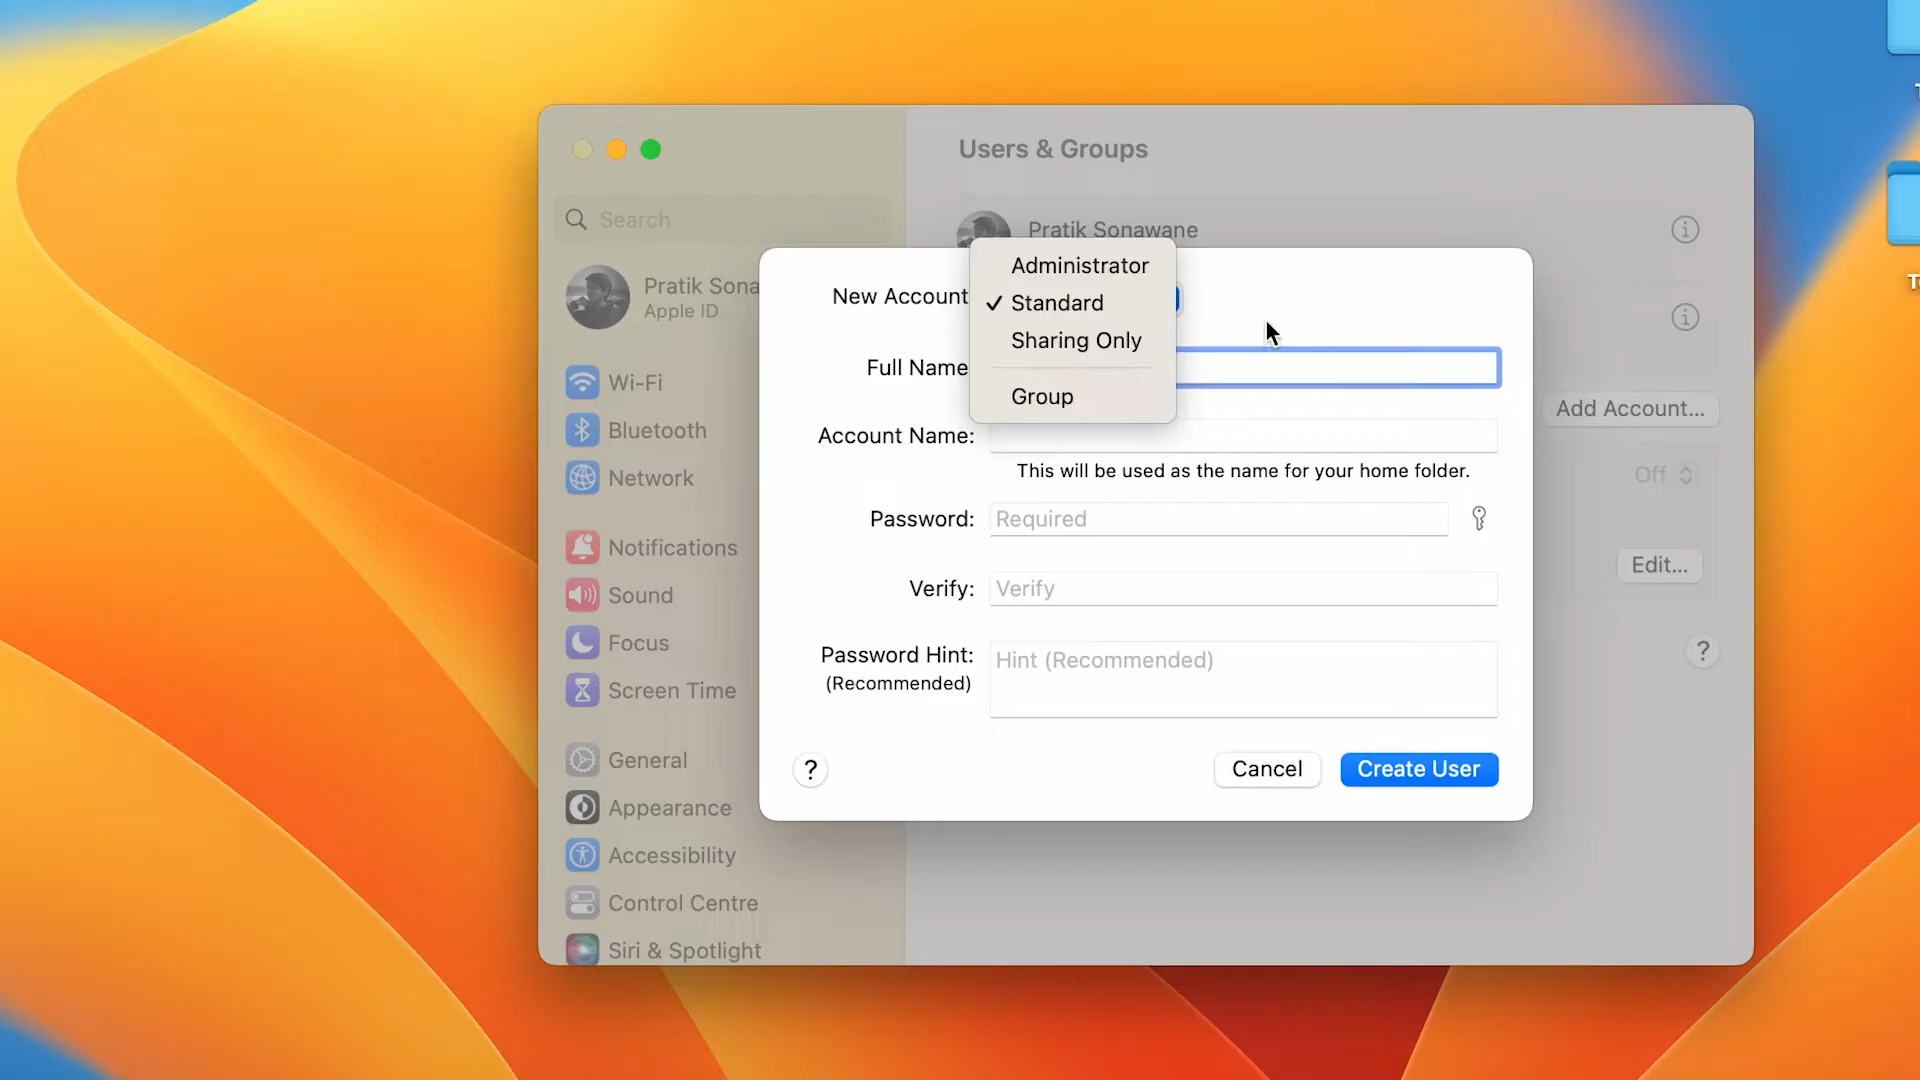 Users & Groups
Search
Pratik Sonawane
Pratik Sona
Apple ID
Administrator
New Account
Standard
Sharing Only
Full Name
Group
Wi-Fi
Add Account...
Bluetooth
Account Name:
This will be used as the name for your home folder.
Network
Off
Password:
Required
Notifications
Edit...
Sound
Verify:
Verify
Focus
Password Hint:
(Recommended)
Hint (Recommended)
?
Screen Time
General
?
Cancel
Create User
Appearance
Accessibility
Control Centre
Siri & Spotlight